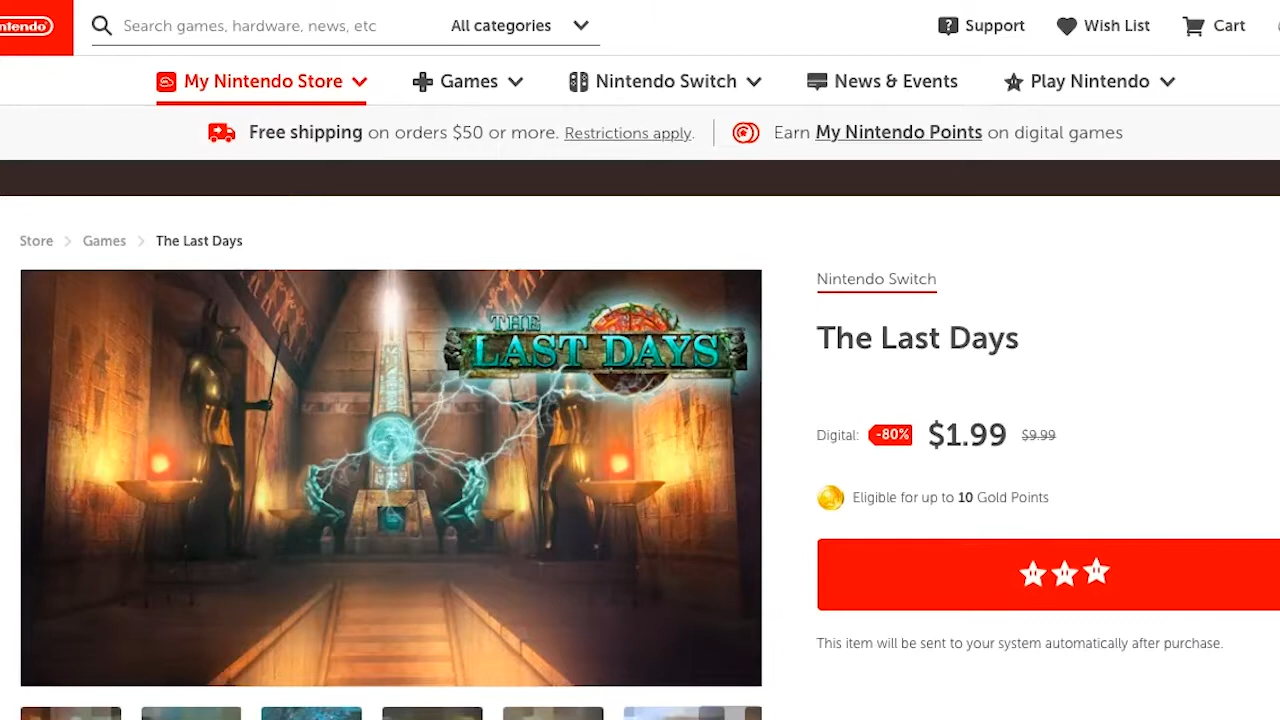 Nintendo
Search games, hardware, news, etc
All categories
Support
Wish List
Cart
My Nintendo Store
Games
Nintendo Switch
News & Events
Play Nintendo
Free shipping on orders $50 or more. Restrictions apply.
Earn My Nintendo Points on digital games
Store
Games
The Last Days
THE
LAST DAYS
Nintendo Switch
The Last Days
Digital: -80% $1.99 $9.99
Eligible for up to 10 Gold Points
This item will be sent to your system automatically after purchase.